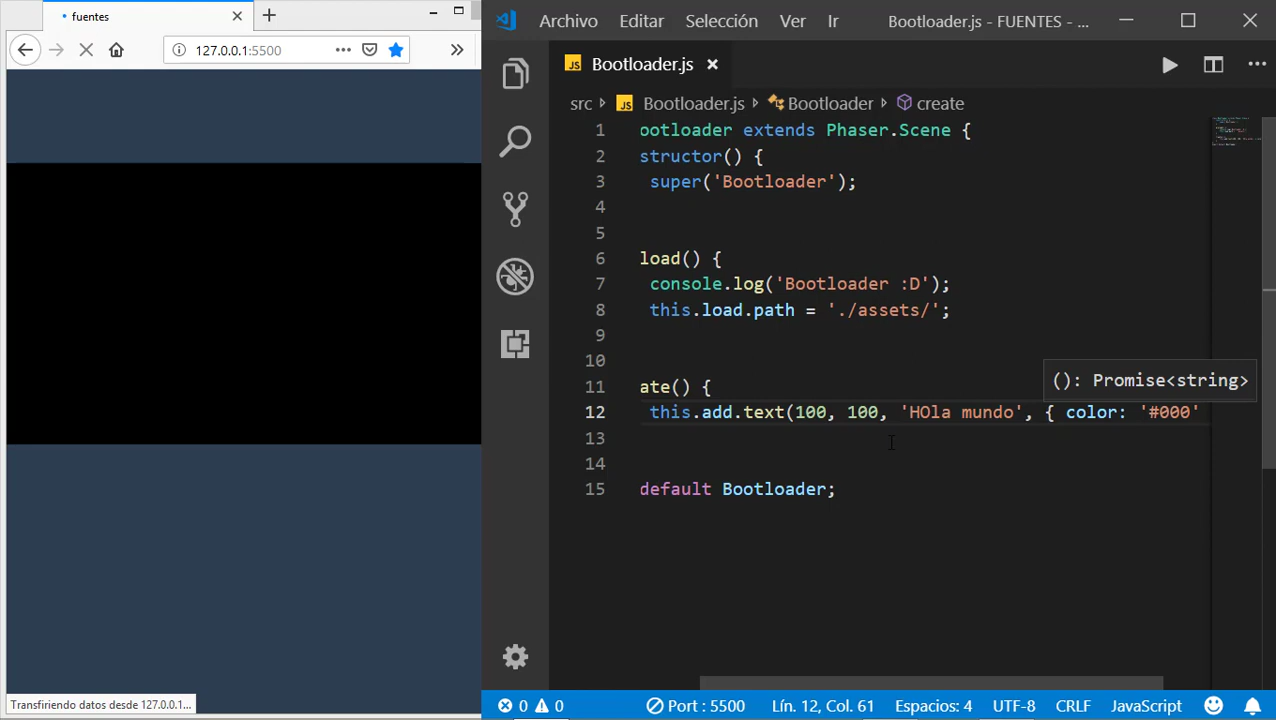 fuentes
127.0.0.1:5500
Transfiriendo datos desde 127.0.0.1...
Archivo Editar Selección Ver Ir Bootloader.js - FUENTES - ...
JS Bootloader.js
src JS Bootloader.js Bootloader create
1 ootloader extends Phaser.Scene {
2 structor() {
3 super('Bootloader');
4
5
6 load() {
7 console.log('Bootloader :D');
8 this.load.path = './assets/';
9
10
(): Promise<string>
11 ate() {
12 this.add.text(100, 100, 'HOla mundo', { color: '#000'
13
14
15 default Bootloader;
0 0 Port : 5500 Lín. 12, Col. 61 Espacios: 4 UTF-8 CRLF JavaScript